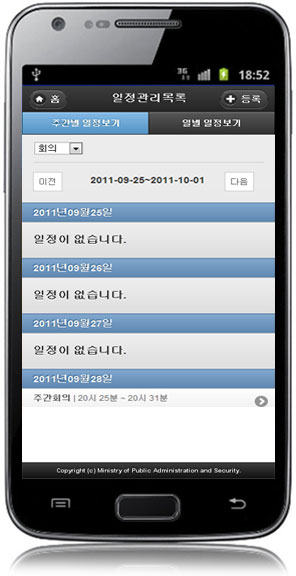 3G 18:52
홈 일정관리목록 등록
주간별 일정보기 일별 일정보기
회의
이전 2011-09-25~2011-10-01 다음
2011년09월25일
일정이 없습니다.
2011년09월26일
일정이 없습니다.
2011년09월27일
일정이 없습니다.
2011년09월28일
주간회의 | 20시 25분 ~ 20시 31분
Copyright (c) Ministry of Public Administration and Security.